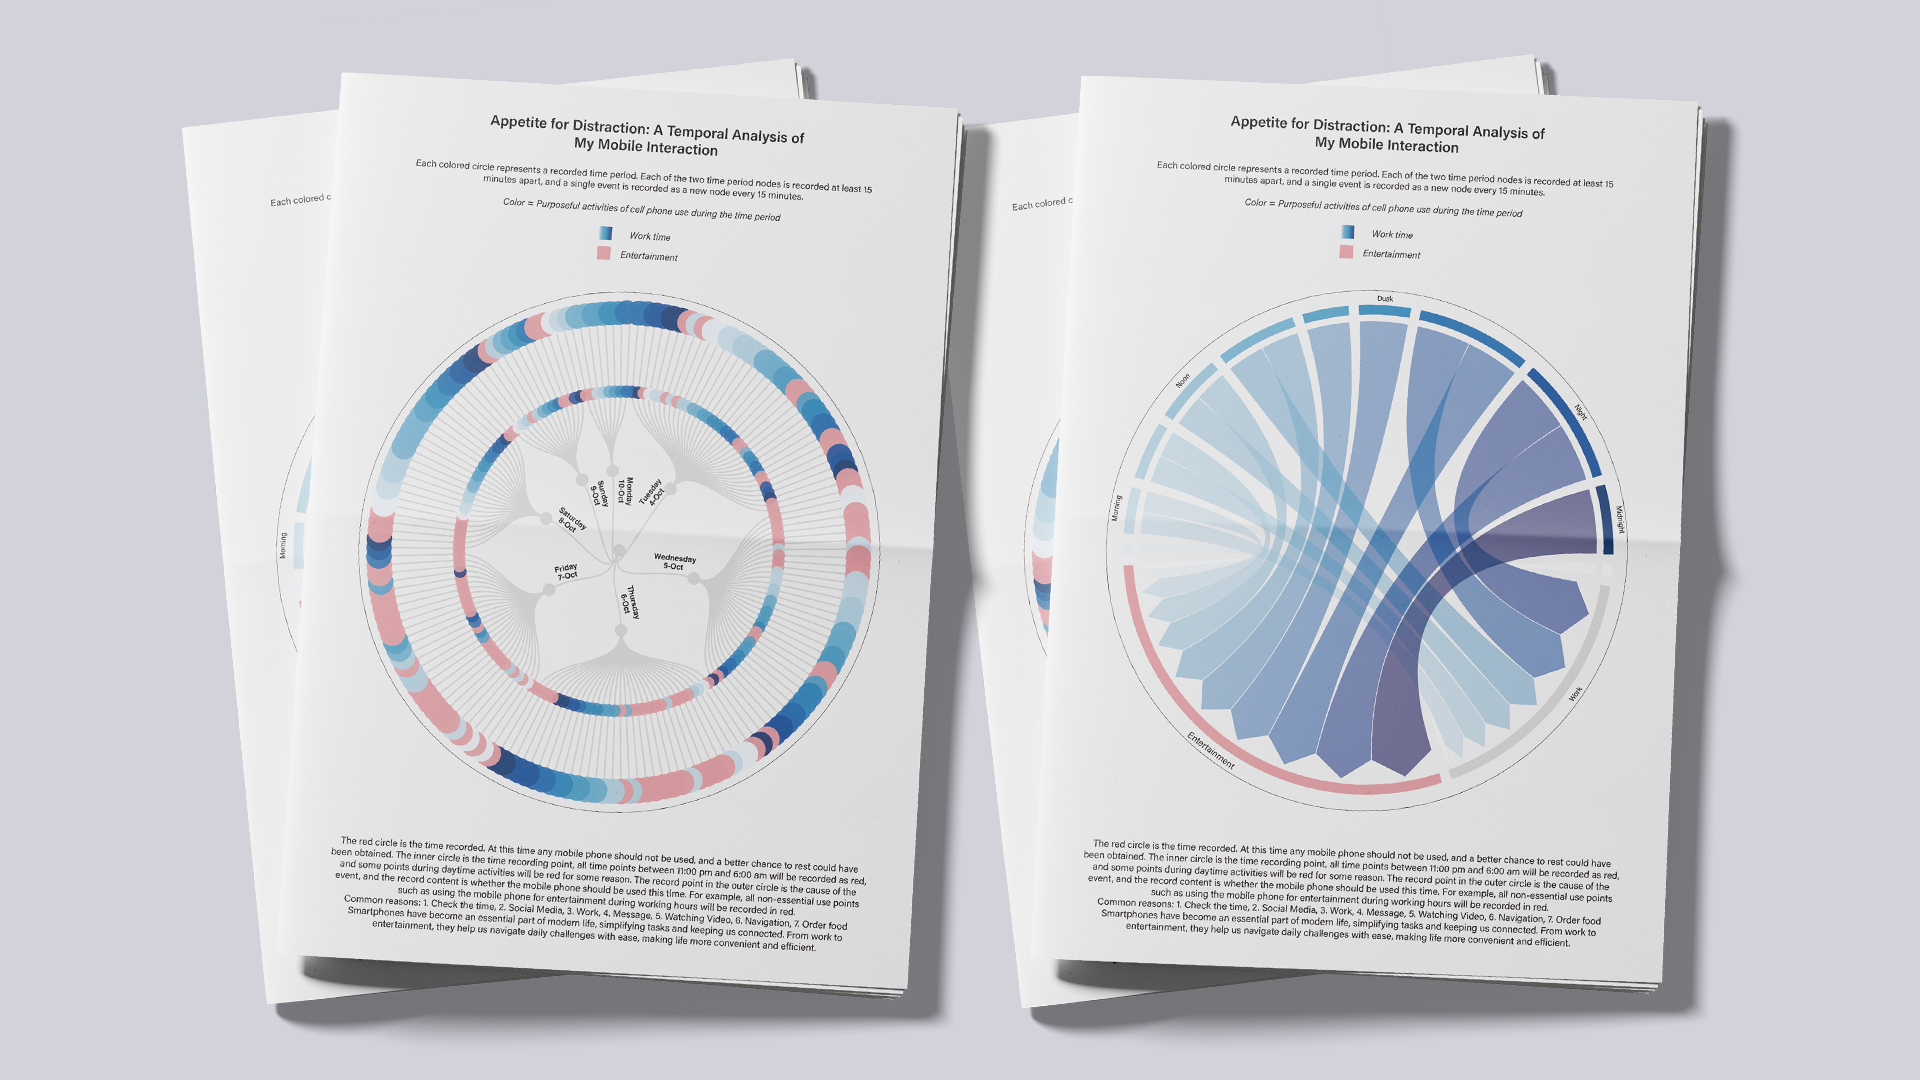 Each colored c
Morning
Appetite for Distraction: A Temporal Analysis of
My Mobile Interaction
Each colored circle represents a recorded time period. Each of the two time period nodes is recorded at least 15
minutes apart, and a single event is recorded as a new node every 15 minutes.
Color = Purposeful activities of cell phone use during the time period
Work time
Entertainment
Sunday
9-Oct
Monday
10-Oct
Tuesday
4-Oct
Saturday
8-Oct
Wednesday
5-Oct
Friday
7-Oct
Thursday
6-Oct
The red circle is the time recorded. At this time any mobile phone should not be used, and a better chance to rest could have
been obtained. The inner circle is the time recording point, all time points between 11:00 pm and 6:00 am will be recorded as red,
and some points during daytime activities will be red for some reason. The record point in the outer circle is the cause of the
event, and the record content is whether the mobile phone should be used this time. For example, all non-essential use points
such as using the mobile phone for entertainment during working hours will be recorded in red.
Common reasons: 1. Check the time, 2. Social Media, 3. Work, 4. Message, 5. Watching Video, 6. Navigation, 7. Order food
Smartphones have become an essential part of modern life, simplifying tasks and keeping us connected. From work to
entertainment, they help us navigate daily challenges with ease, making life more convenient and efficient.
Each colored c
Appetite for Distraction: A Temporal Analysis of
My Mobile Interaction
Each colored circle represents a recorded time period. Each of the two time period nodes is recorded at least 15
minutes apart, and a single event is recorded as a new node every 15 minutes.
Color = Purposeful activities of cell phone use during the time period
Work time
Entertainment
Dusk
Noon
Night
Morning
Midnight
Work
Entertainment
The red circle is the time recorded. At this time any mobile phone should not be used, and a better chance to rest could have
been obtained. The inner circle is the time recording point, all time points between 11:00 pm and 6:00 am will be recorded as red,
and some points during daytime activities will be red for some reason. The record point in the outer circle is the cause of the
event, and the record content is whether the mobile phone should be used this time. For example, all non-essential use points
such as using the mobile phone for entertainment during working hours will be recorded in red.
Common reasons: 1. Check the time, 2. Social Media, 3. Work, 4. Message, 5. Watching Video, 6. Navigation, 7. Order food
Smartphones have become an essential part of modern life, simplifying tasks and keeping us connected. From work to
entertainment, they help us navigate daily challenges with ease, making life more convenient and efficient.